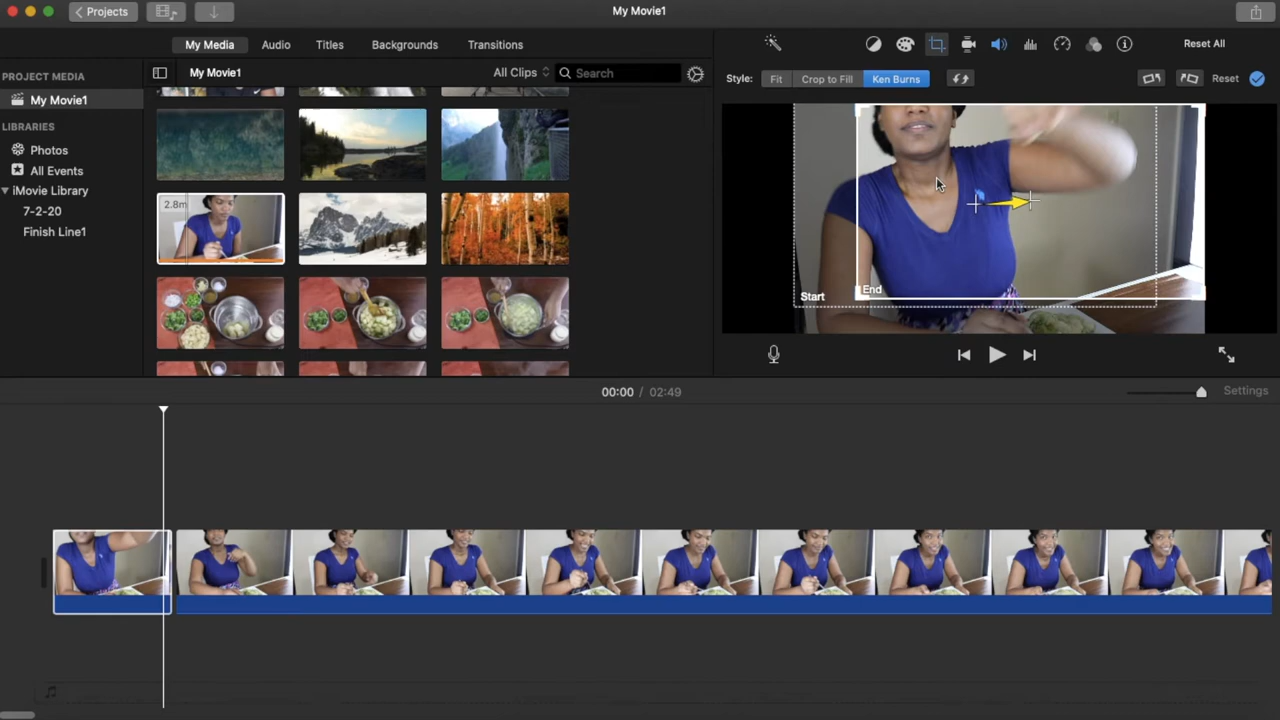 Projects
My Movie1
My Media
Audio
Titles
Backgrounds
Transitions
Reset All
PROJECT MEDIA
My Movie1
LIBRARIES
Photos
All Events
iMovie Library
7-2-20
Finish Line1
My Movie1
All Clips
Search
Style:
Fit
Crop to Fill
Ken Burns
Reset
2.8m
Start
End
00:00 / 02:49
Settings